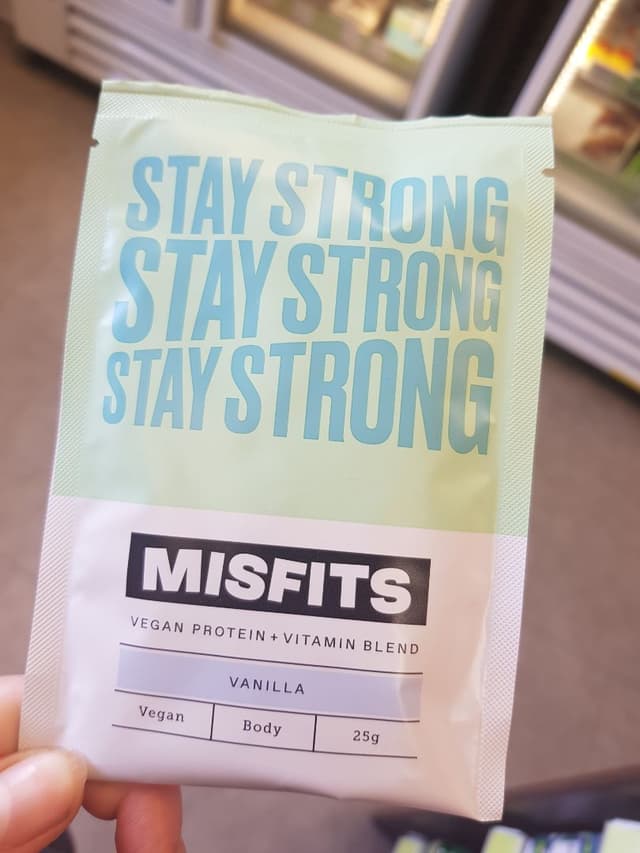 STAY STRONG
STAY STRONG
STAY STRONG
MISFITS
VEGAN PROTEIN + VITAMIN BLEND
VANILLA
Vegan Body 25g